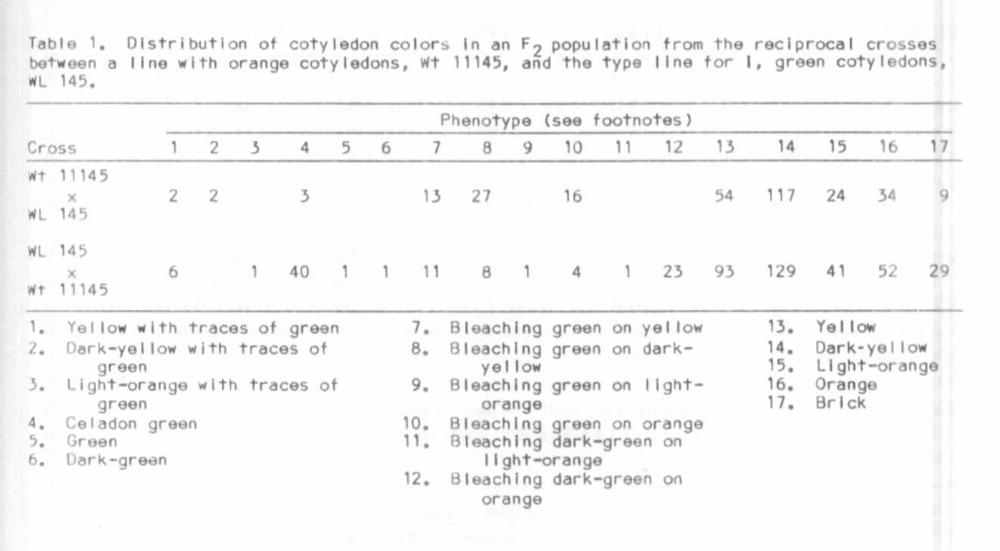 Table 1. Distribution of cotyledon colors in an F2 population from the reciprocal crosses
between a line with orange cotyledons, Wt 11145, and the type line for i, green cotyledons,
WL 145.
Phenotype (see footnotes)
Cross 1 2 3 4 5 6 7 8 9 10 11 12 13 14 15 16 17
Wt 11145
x 2 2 3 13 27 16 54 117 24 34 9
WL 145
WL 145
x 6 1 40 1 1 11 8 1 4 1 23 93 129 41 52 29
Wt 11145
1. Yellow with traces of green
2. Dark-yellow with traces of
green
3. Light-orange with traces of
green
4. Celadon green
5. Green
6. Dark-green
7. Bleaching green on yellow
8. Bleaching green on dark-
yellow
9. Bleaching green on light-
orange
10. Bleaching green on orange
11. Bleaching dark-green on
light-orange
12. Bleaching dark-green on
orange
13. Yellow
14. Dark-yellow
15. Light-orange
16. Orange
17. Brick